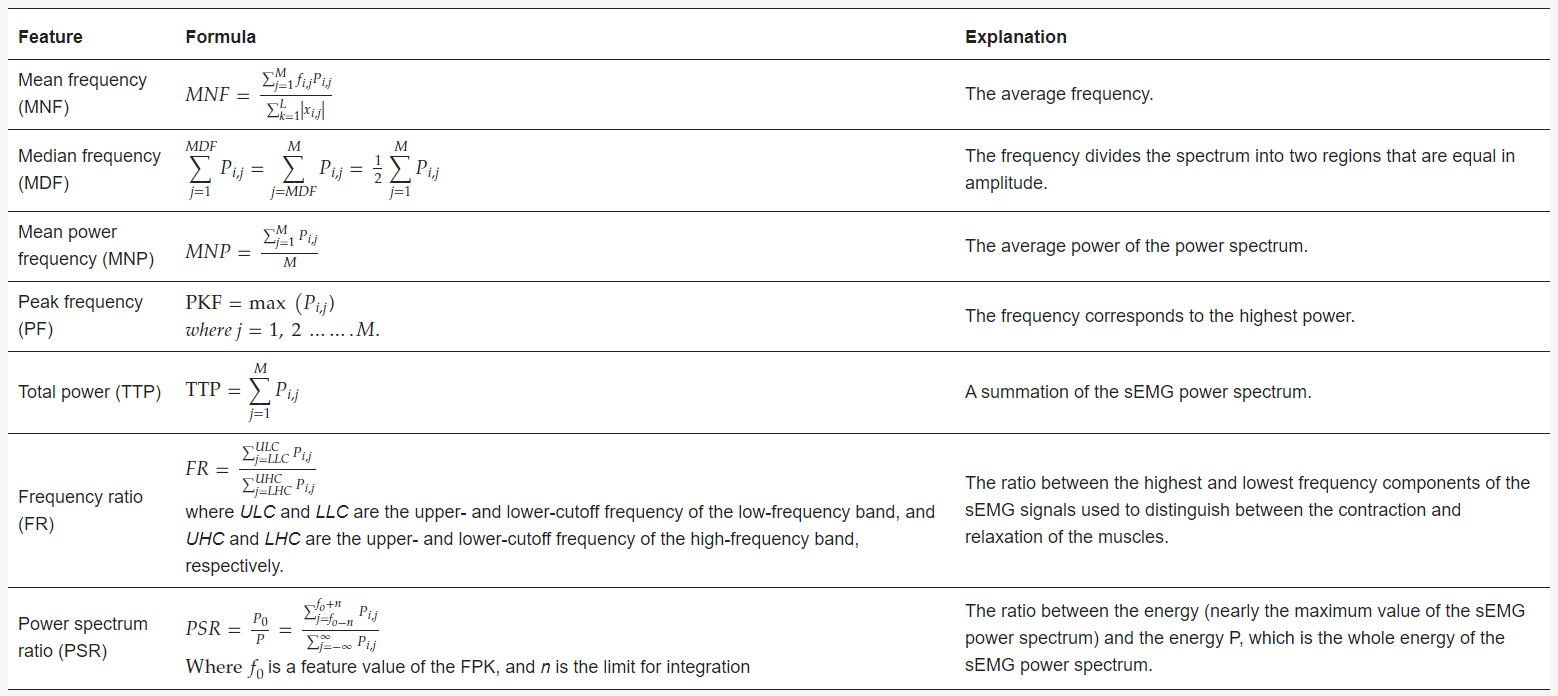 Feature Formula Explanation
Mean frequency
(MNF)
MNF = \frac{\sum_{j=1}^{M} f_{i,j} P_{i,j}}{\sum_{k=1}^{L} |x_{i,j}|}
The average frequency.
Median frequency
(MDF)
\sum_{j=1}^{MDF} P_{i,j} = \sum_{j=MDF}^{M} P_{i,j} = \frac{1}{2} \sum_{j=1}^{M} P_{i,j}
The frequency divides the spectrum into two regions that are equal in
amplitude.
Mean power
frequency (MNP)
MNP = \frac{\sum_{j=1}^{M} P_{i,j}}{M}
The average power of the power spectrum.
Peak frequency
(PF)
PKF = max (P_{i,j})
where j = 1, 2 ... ... . M.
The frequency corresponds to the highest power.
Total power (TTP)
TTP = \sum_{j=1}^{M} P_{i,j}
A summation of the sEMG power spectrum.
Frequency ratio
(FR)
FR = \frac{\sum_{j=LLC}^{ULC} P_{i,j}}{\sum_{j=LHC}^{UHC} P_{i,j}}
where ULC and LLC are the upper- and lower-cutoff frequency of the low-frequency band, and
UHC and LHC are the upper- and lower-cutoff frequency of the high-frequency band,
respectively.
The ratio between the highest and lowest frequency components of the
sEMG signals used to distinguish between the contraction and
relaxation of the muscles.
Power spectrum
ratio (PSR)
PSR = \frac{P_0}{P} = \frac{\sum_{j=f_{o-n}}^{f_o+n} P_{i,j}}{\sum_{j=-\infty}^{\infty} P_{i,j}}
Where f_0 is a feature value of the FPK, and n is the limit for integration
The ratio between the energy (nearly the maximum value of the sEMG
power spectrum) and the energy P, which is the whole energy of the
sEMG power spectrum.